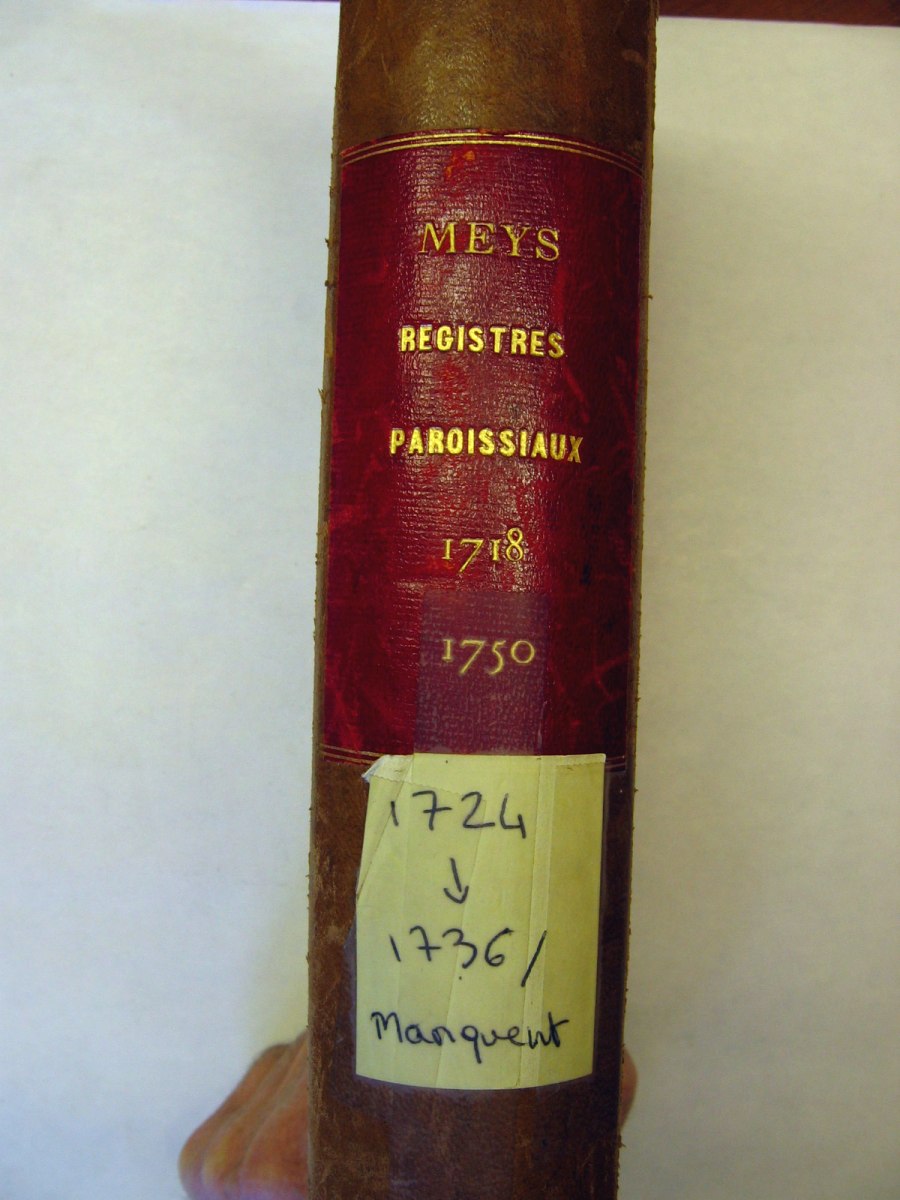 MEYS
REGISTRES
PAROISSIAUX
1718
1750
1724
↓
1736/
Manquent